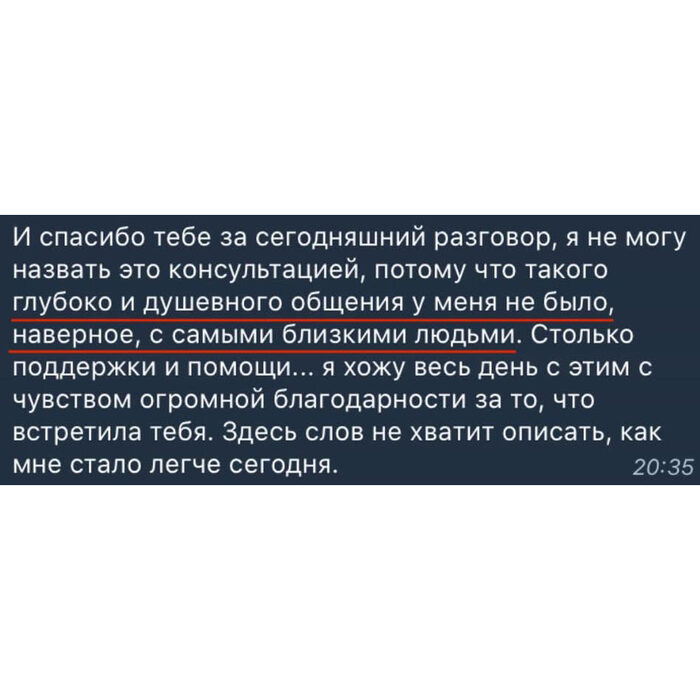 И спасибо тебе за сегодняшний разговор, я не могу
назвать это консультацией, потому что такого
глубоко и душевного общения у меня не было,
наверное, с самыми близкими людьми. Столько
поддержки и помощи... я хожу весь день с этим с
чувством огромной благодарности за то, что
встретила тебя. Здесь слов не хватит описать, как
мне стало легче сегодня.
20:35